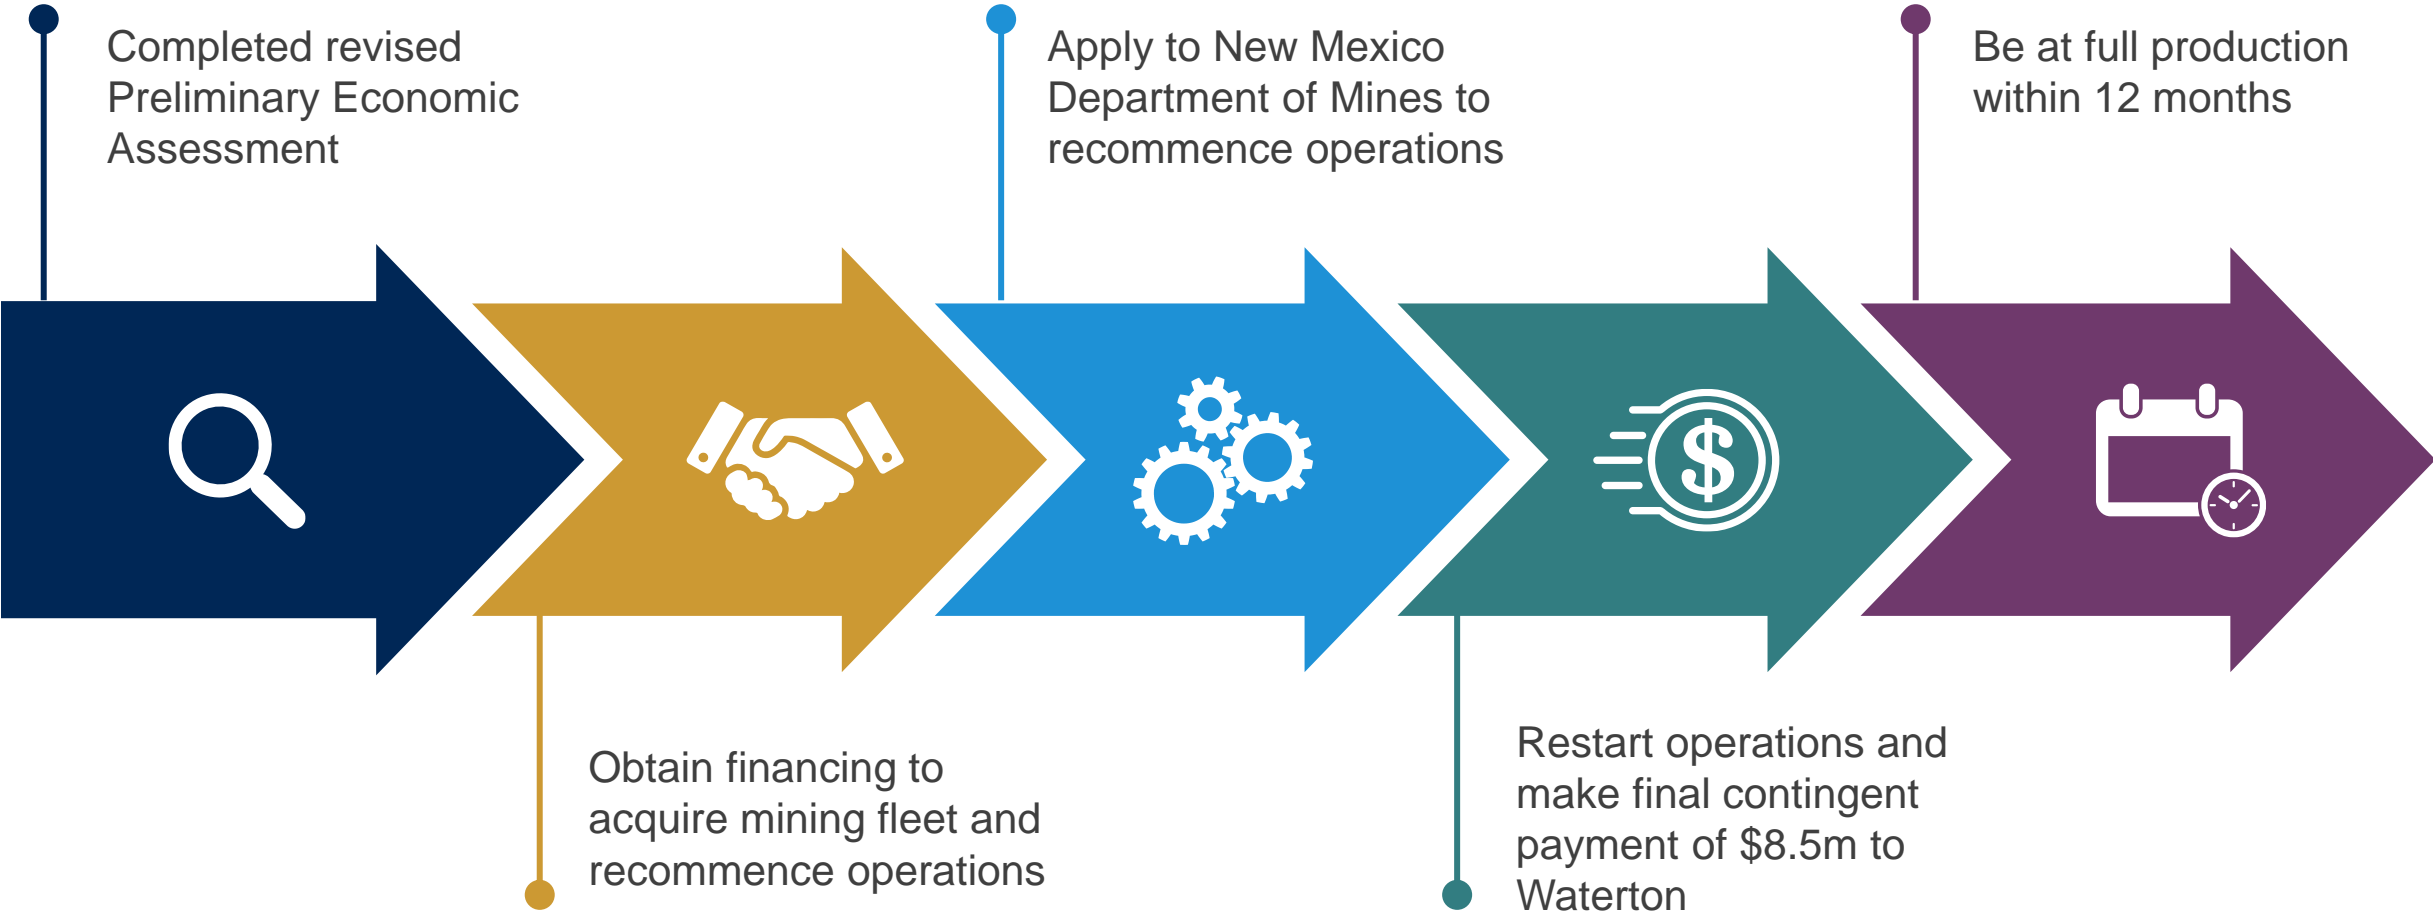 Completed revised
Preliminary Economic
Assessment
Obtain financing to
acquire mining fleet and
recommence operations
Apply to New Mexico
Department of Mines to
recommence operations
$
Restart operations and
make final contingent
payment of $8.5m to
Waterton
Be at full production
within 12 months